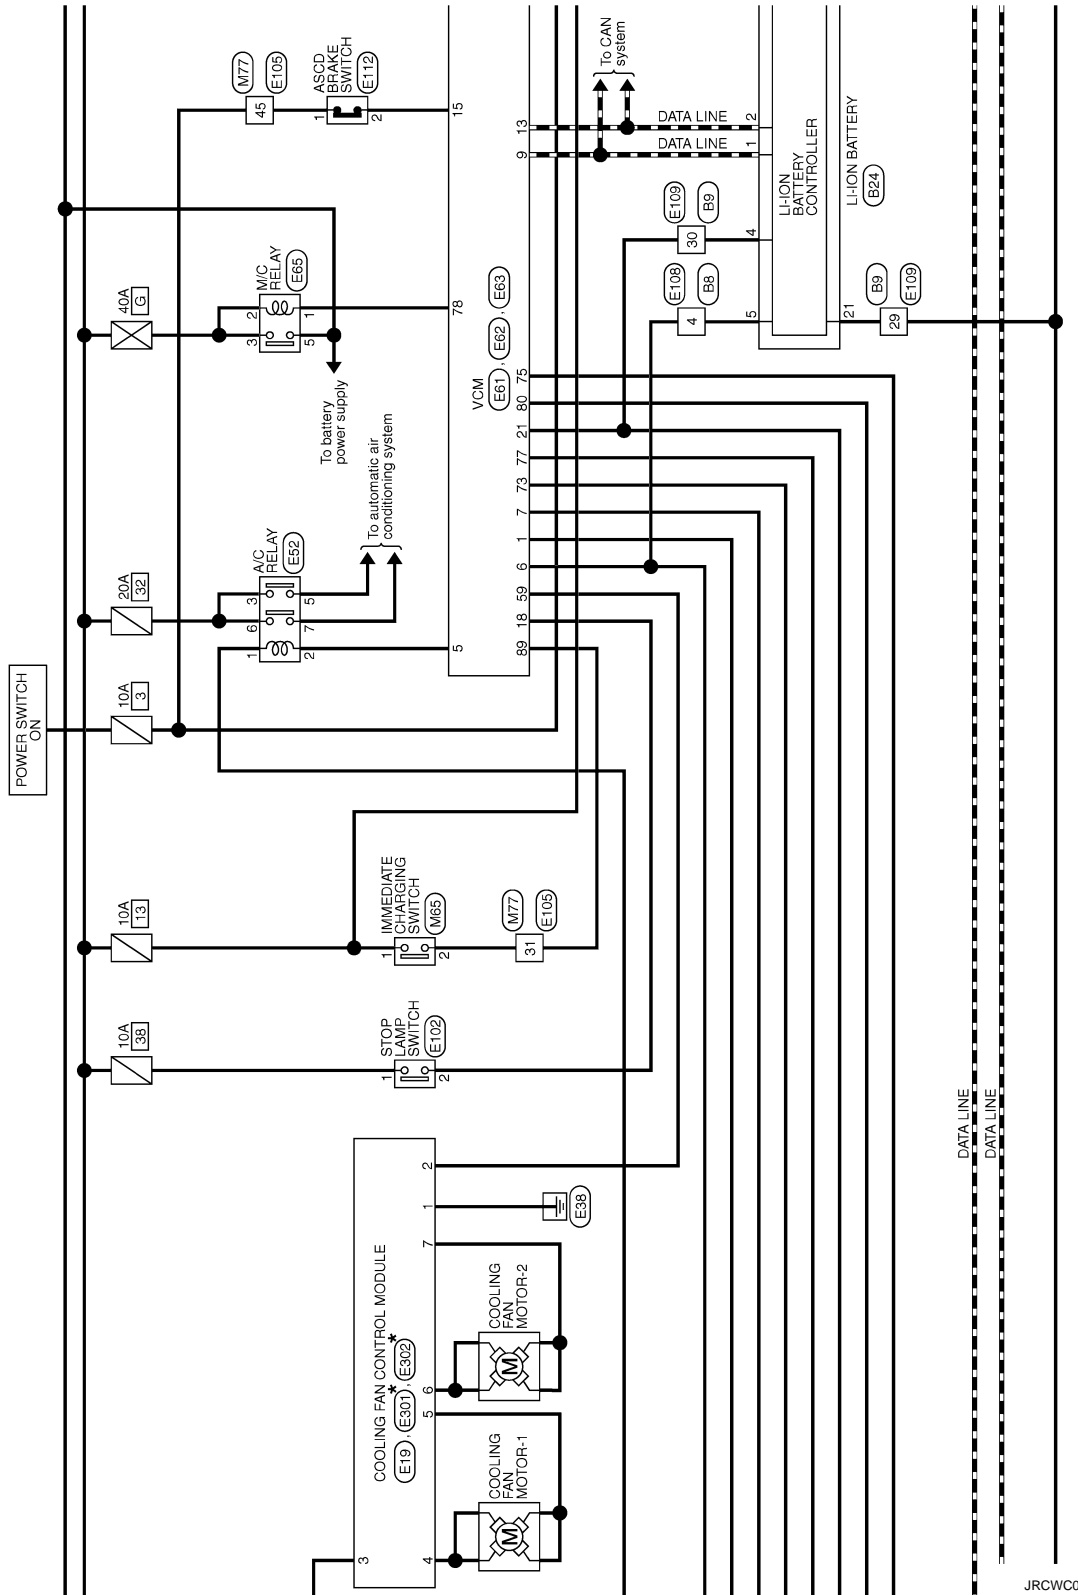 M77
E105
45
ASCD
BRAKE
SWITCH
E112
1
2
15
To CAN
system
13
DATA LINE
2
9
DATA LINE
1
LI-ION
BATTERY
CONTROLLER
LI-ION BATTERY
B24
E109
B9
30
4
E108
B8
4
5
21
B9
E109
29
40A
G
M/C
RELAY
E65
2
1
3
5
78
To battery
power supply
VCM
E61 , E62 , E63
75
80
21
77
73
7
1
6
59
18
89
20A
32
A/C
RELAY
E52
3
5
6
7
1
2
5
To automatic air
conditioning system
POWER SWITCH
ON
10A
3
10A
13
IMMEDIATE
CHARGING
SWITCH
M65
1
2
M77
E105
31
10A
38
STOP
LAMP
SWITCH
E102
1
2
DATA LINE
DATA LINE
COOLING FAN CONTROL MODULE
E19 , E301* , E302*
2
1
E38
7
6
5
4
3
COOLING
FAN
MOTOR-2
M
COOLING
FAN
MOTOR-1
M
JRCWC0